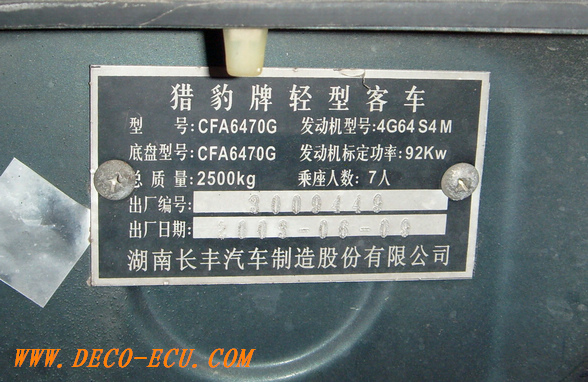 猎豹牌轻型客车
型 号:CFA6470G 发动机型号:4G64S4M
底盘型号:CFA6470G 发动机标定功率:92Kw
总 质 量:2500kg 乘座人数:7人
出厂编号:
出厂日期:
湖南长丰汽车制造股份有限公司
WWW.DECO-ECU.COM